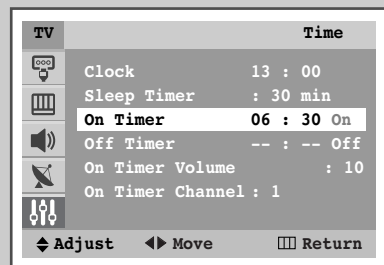 TV Time
Clock 13 : 00
Sleep Timer : 30 min
On Timer 06 : 30 On
Off Timer -- : -- Off
On Timer Volume : 10
On Timer Channel : 1
Adjust Move Return